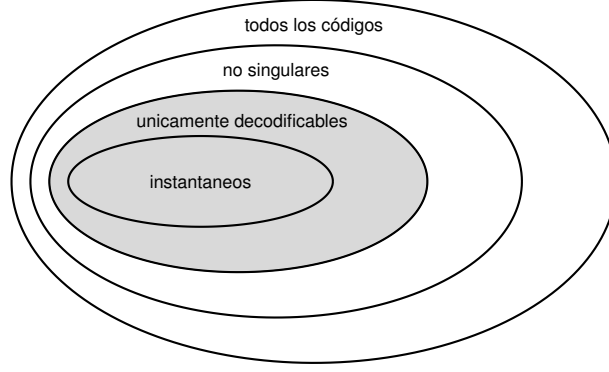 todos los códigos
no singulares
unicamente decodificables
instantaneos